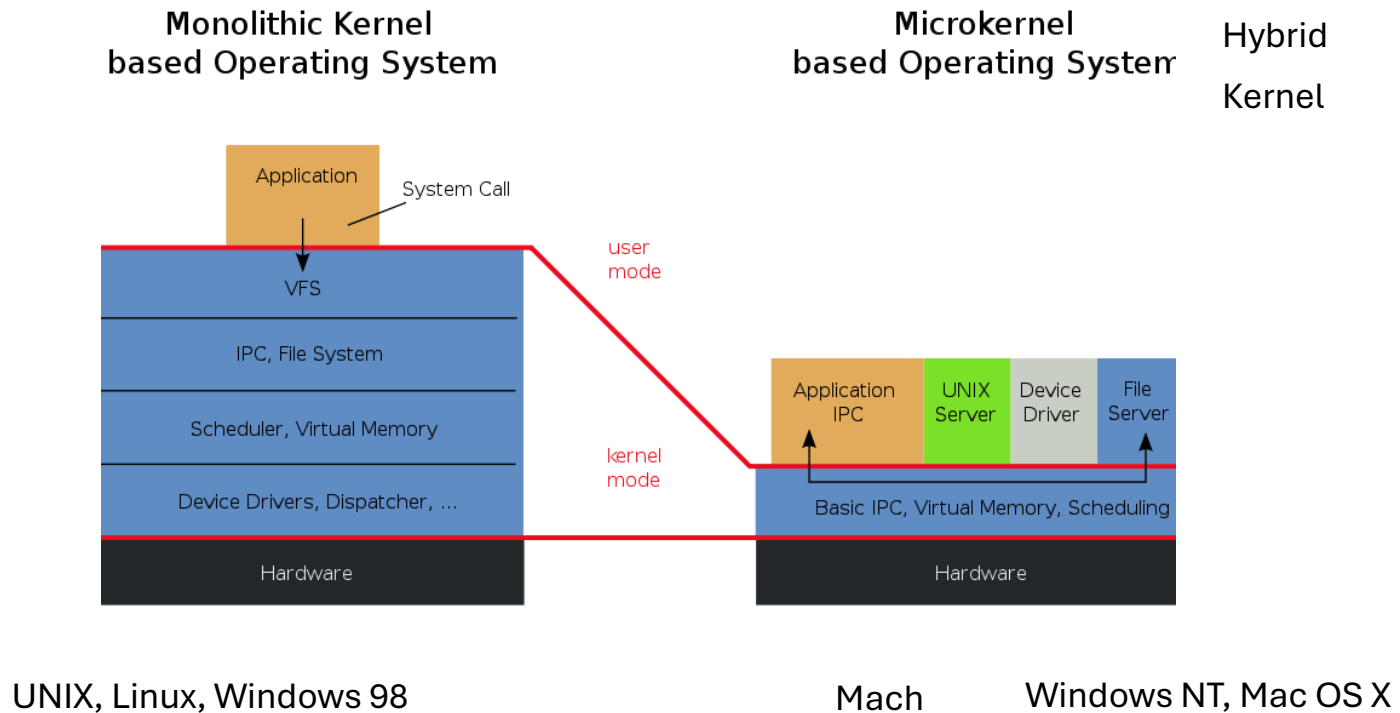 Monolithic Kernel
based Operating System
Microkernel
based Operating System
Hybrid
Kernel
Application
System Call
VFS
IPC, File System
Scheduler, Virtual Memory
Device Drivers, Dispatcher, ...
Hardware
user
mode
kernel
mode
Application
IPC
UNIX
Server
Device
Driver
File
Server
Basic IPC, Virtual Memory, Scheduling
Hardware
UNIX, Linux, Windows 98
Mach
Windows NT, Mac OS X